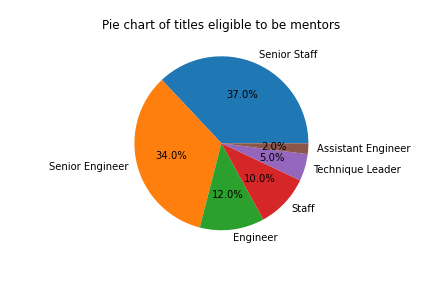 Pie chart of titles eligible to be mentors
Senior Staff
37.0%
Senior Engineer
34.0%
Engineer
12.0%
Staff
10.0%
Technique Leader
5.0%
Assistant Engineer
2.0%